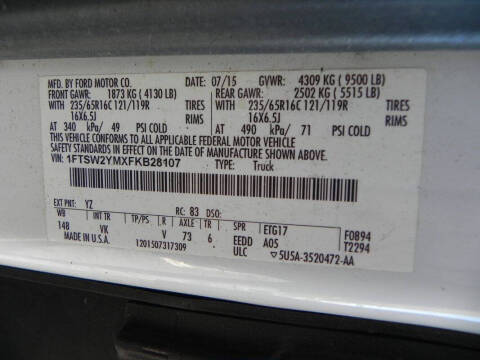 MFD. BY FORD MOTOR CO. DATE: 07/15 GVWR: 4309 KG (9500 LB)
FRONT GAWR: 1873 KG (4130 LB) REAR GAWR: 2502 KG (5515 LB)
WITH 235/65R16C 121/119R TIRES WITH 235/65R16C 121/119R TIRES
16X6.5J RIMS 16X6.5J RIMS
AT 340 kPa/ 49 PSI COLD AT 490 kPa/ 71 PSI COLD
THIS VEHICLE CONFORMS TO ALL APPLICABLE FEDERAL MOTOR VEHICLE
SAFETY STANDARDS IN EFFECT ON THE DATE OF MANUFACTURE SHOWN ABOVE.
VIN: 1FTSW2YMXFKB28107 TYPE: Truck
EXT PNT: YZ RC: 83 DSO:
WB INT TR TP/PS R AXLE TR SPR ETG17 F0894
148 VK V 73 6 EEDD A05 T2294
MADE IN U.S.A. 1201507317309 ULC ▽5U5A-3520472-AA